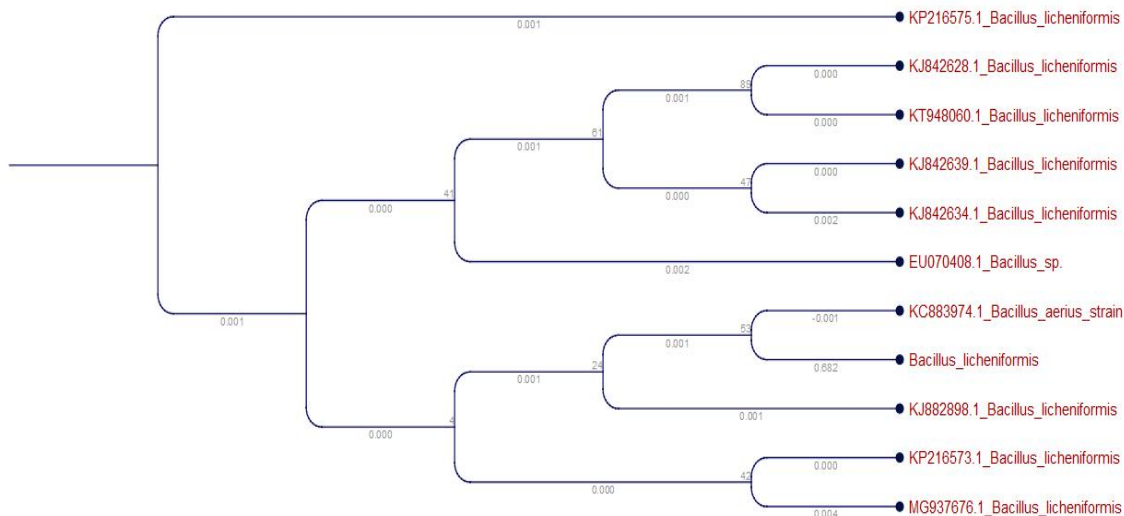 0.001
KP216575.1_Bacillus_licheniformis
0.000
KJ842628.1_Bacillus_licheniformis
89
0.001
0.000
KT948060.1_Bacillus_licheniformis
61
0.001
0.000
KJ842639.1_Bacillus_licheniformis
47
0.000
0.002
KJ842634.1_Bacillus_licheniformis
41
0.000
0.002
EU070408.1_Bacillus_sp.
0.001
-0.001
KC883974.1_Bacillus_aerius_strain
53
0.001
0.682
Bacillus_licheniformis
24
0.001
0.001
KJ882898.1_Bacillus_licheniformis
4
0.000
0.000
KP216573.1_Bacillus_licheniformis
42
0.000
0.004
MG937676.1_Bacillus_licheniformis